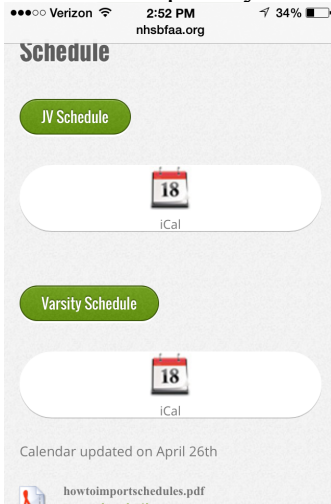 Verizon 2:52 PM 34%
nhsbfaa.org
Schedule
JV Schedule
18
iCal
Varsity Schedule
18
iCal
Calendar updated on April 26th
howtoimportschedules.pdf